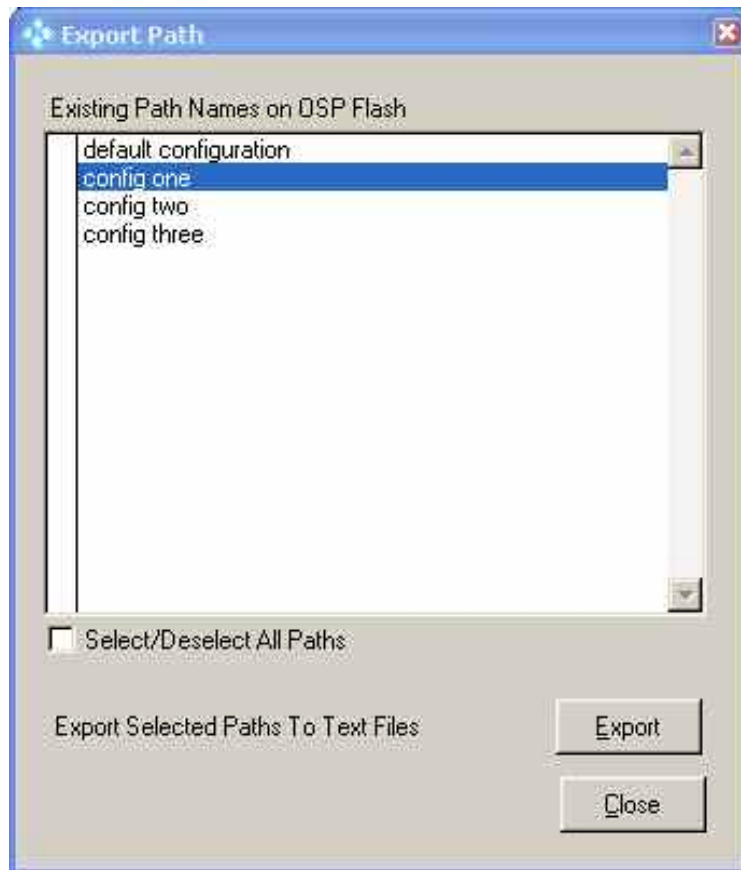 Export Path
Existing Path Names on OSP Flash
default configuration
config one
config two
config three
Select/Deselect All Paths
Export Selected Paths To Text Files
Export
Close